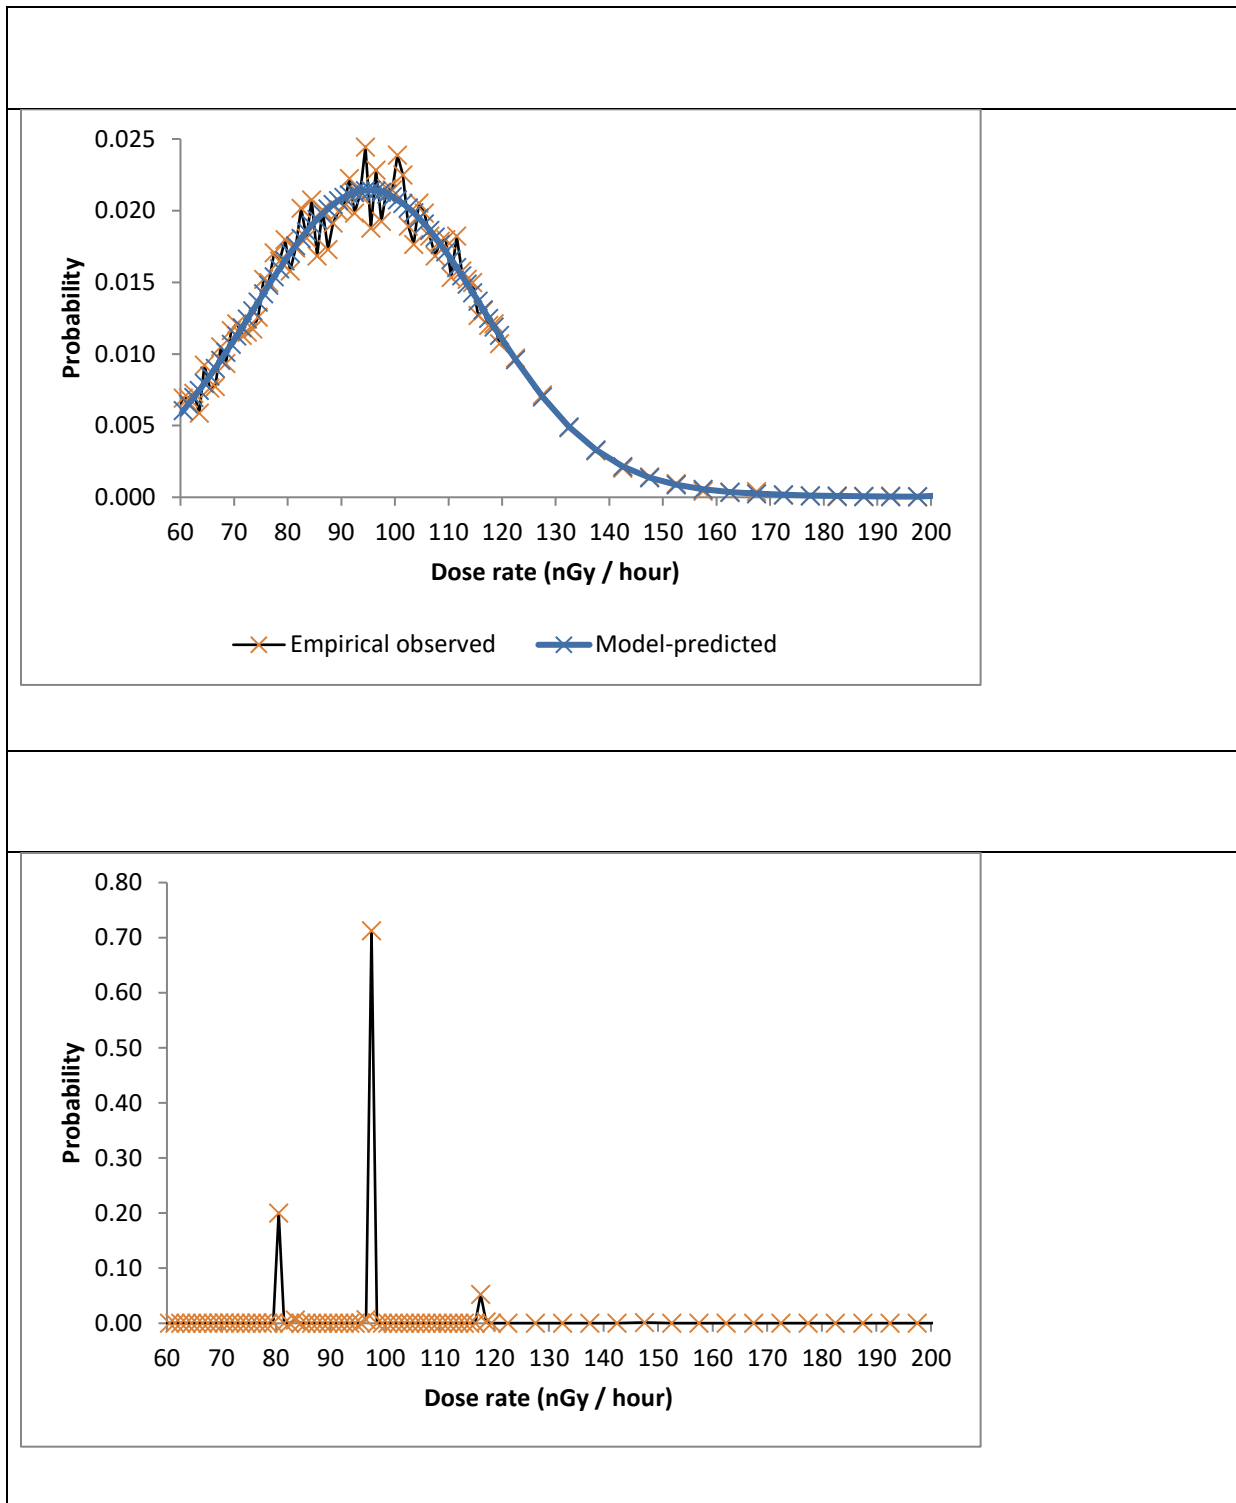 0.025
0.020
0.015
0.010
0.005
0.000
Probability
60 70 80 90 100 110 120 130 140 150 160 170 180 190 200
Dose rate (nGy / hour)
Empirical observed Model-predicted
0.80
0.70
0.60
0.50
0.40
0.30
0.20
0.10
0.00
Probability
60 70 80 90 100 110 120 130 140 150 160 170 180 190 200
Dose rate (nGy / hour)